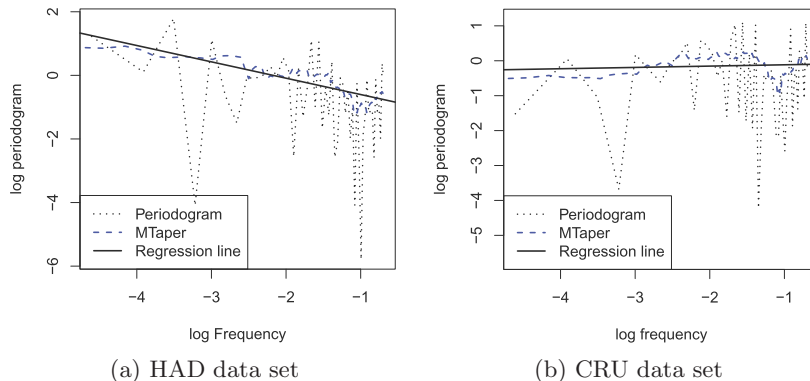 log periodogram
2
0
−2
−4
−6
Periodogram
MTaper
Regression line
−4
−3
−2
−1
log Frequency
(a) HAD data set
log periodogram
1
0
−1
−2
−3
−4
−5
Periodogram
MTaper
Regression line
−4
−3
−2
−1
log frequency
(b) CRU data set